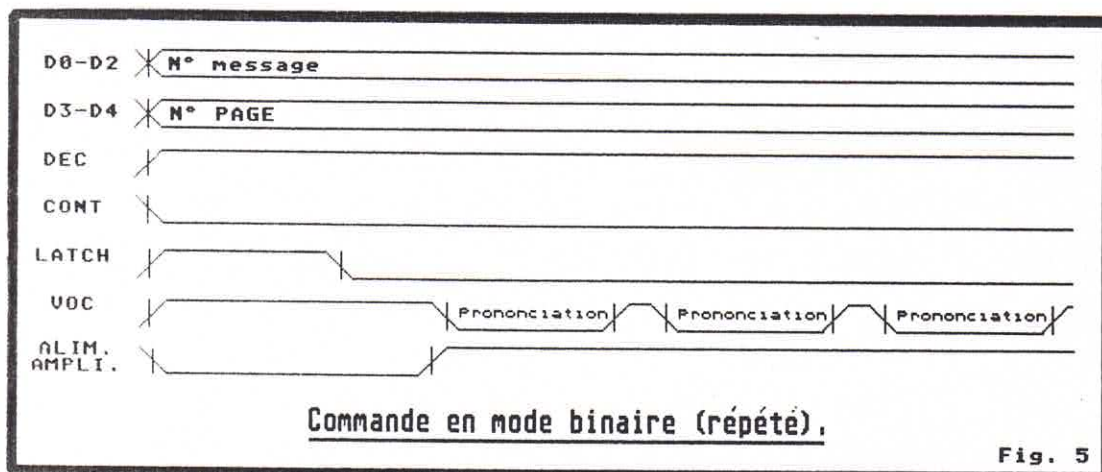 D0-D2 N° message
D3-D4 N° PAGE
DEC
CONT
LATCH
VOC Prononciation Prononciation Prononciation
ALIM.
AMPLI.
Commande en mode binaire (répété).
Fig. 5